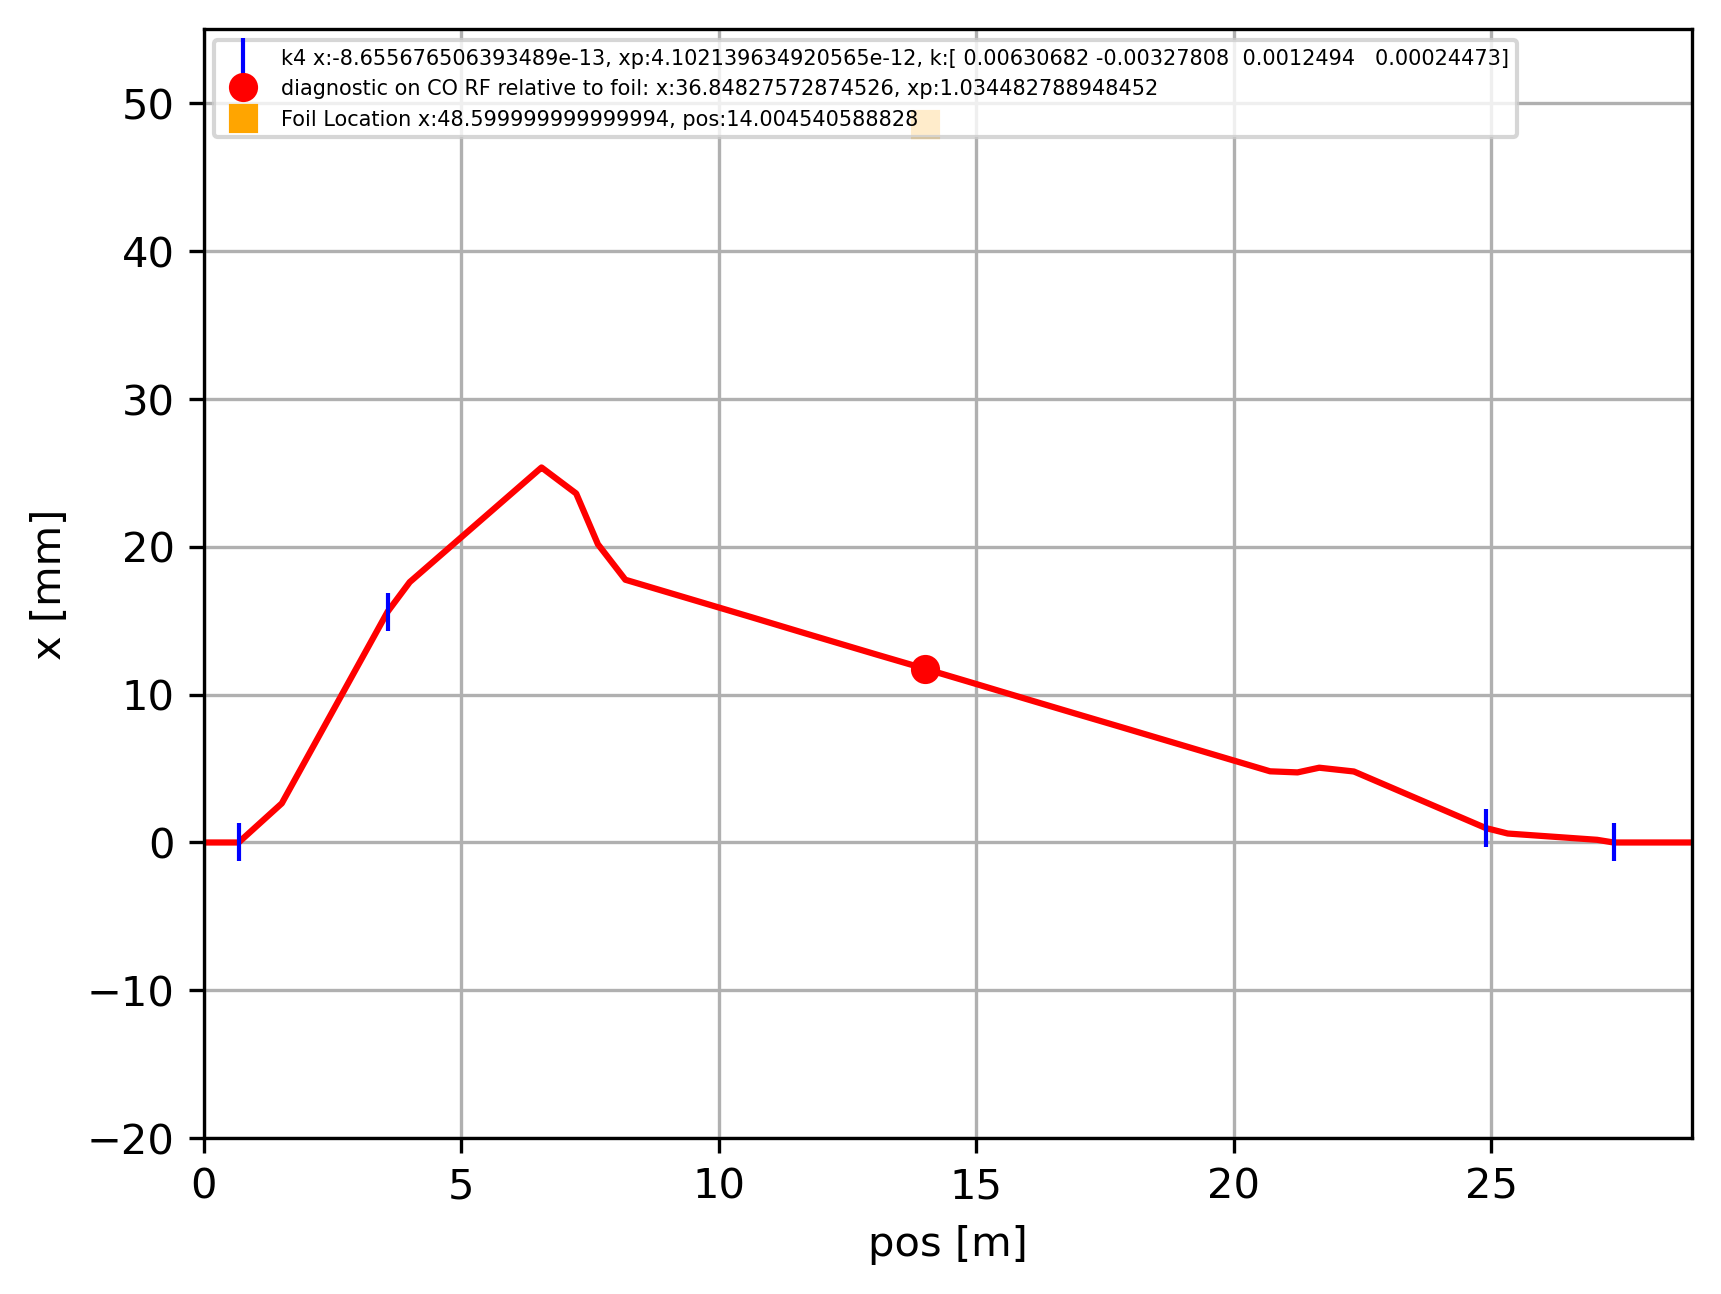 k4 x:-8.655676506393489e-13, xp:4.102139634920565e-12, k:[ 0.00630682 -0.00327808  0.0012494   0.00024473]
diagnostic on CO RF relative to foil: x:36.84827572874526, xp:1.034482788948452
Foil Location x:48.599999999999994, pos:14.004540588828
50
40
30
20
10
0
−10
−20
x [mm]
0 5 10 15 20 25
pos [m]